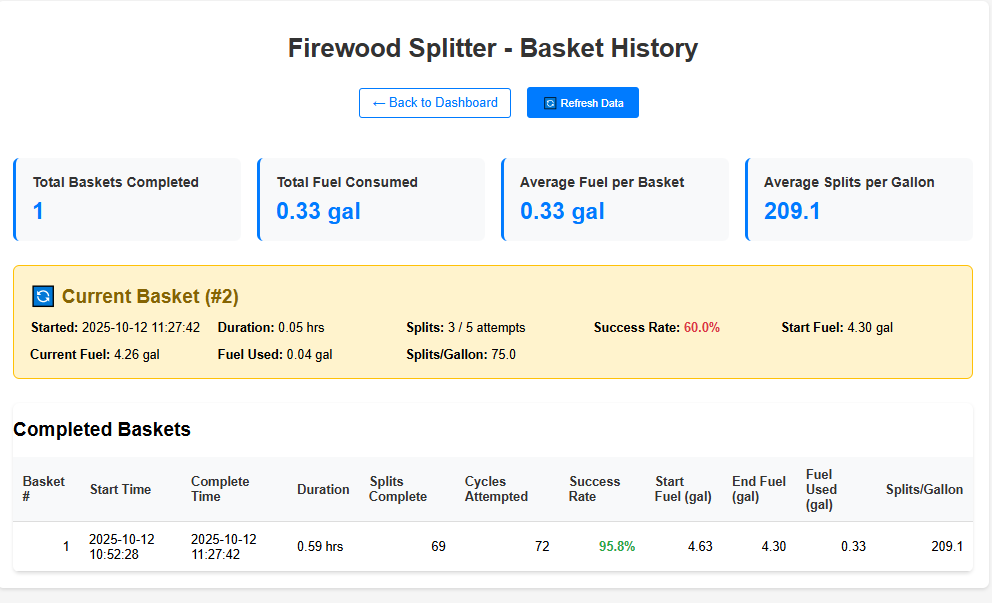 Firewood Splitter - Basket History
← Back to Dashboard
Refresh Data
Total Baskets Completed
1
Total Fuel Consumed
0.33 gal
Average Fuel per Basket
0.33 gal
Average Splits per Gallon
209.1
Current Basket (#2)
Started: 2025-10-12 11:27:42 Duration: 0.05 hrs Splits: 3 / 5 attempts Success Rate: 60.0% Start Fuel: 4.30 gal
Current Fuel: 4.26 gal Fuel Used: 0.04 gal Splits/Gallon: 75.0
Completed Baskets
Basket #
Start Time
Complete Time
Duration
Splits Complete
Cycles Attempted
Success Rate
Start Fuel (gal)
End Fuel (gal)
Fuel Used (gal)
Splits/Gallon
1
2025-10-12 10:52:28
2025-10-12 11:27:42
0.59 hrs
69
72
95.8%
4.63
4.30
0.33
209.1